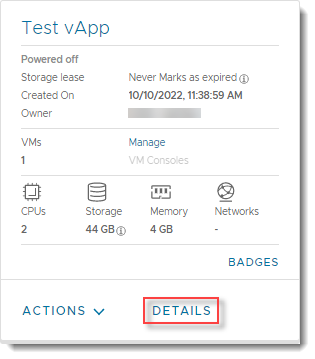 Test vApp
Powered off
Storage lease Never Marks as expired
Created On 10/10/2022, 11:38:59 AM
Owner
VMs Manage
1 VM Consoles
CPUs Storage Memory Networks
2 44 GB 4 GB -
BADGES
ACTIONS DETAILS